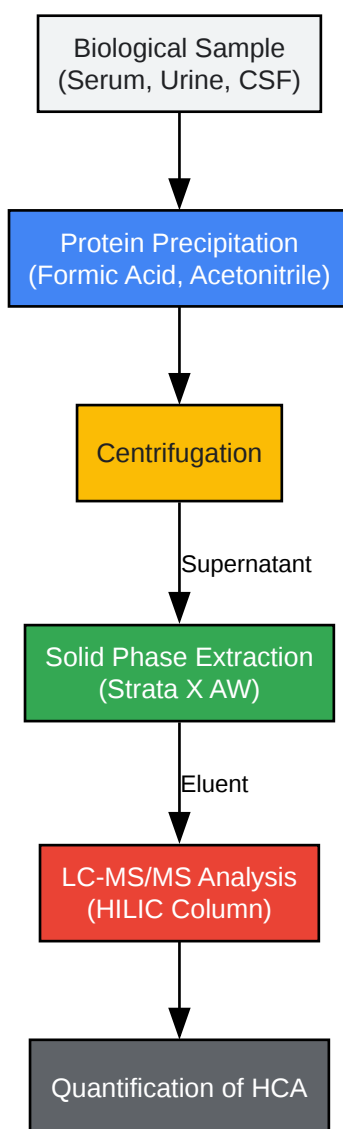 Biological Sample
(Serum, Urine, CSF)
Protein Precipitation
(Formic Acid, Acetonitrile)
Centrifugation
Supernatant
Solid Phase Extraction
(Strata X AW)
Eluent
LC-MS/MS Analysis
(HILIC Column)
Quantification of HCA